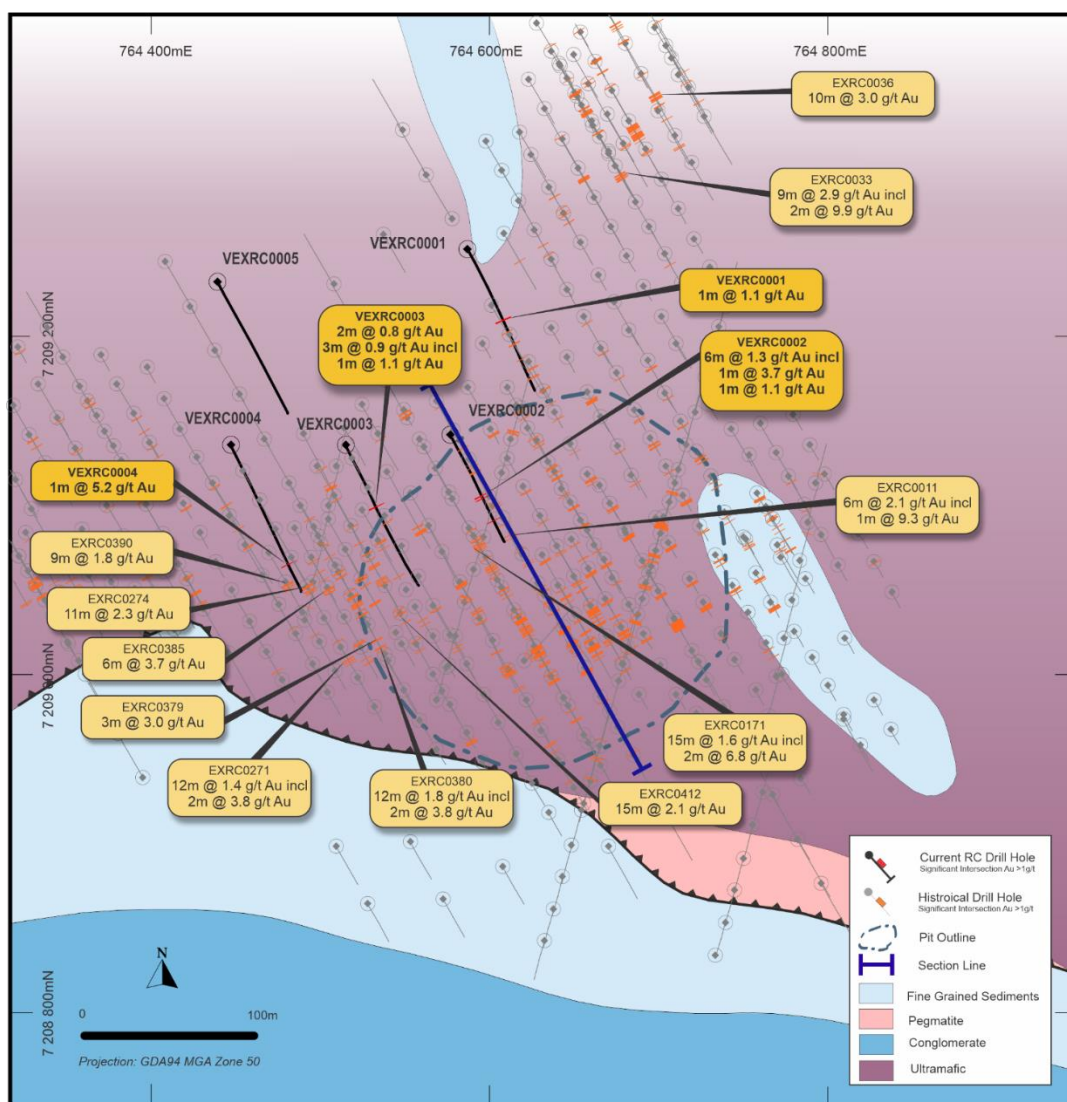 764 400mE
764 600mE
764 800mE
EXRC0036
10m @ 3.0 g/t Au
EXRC0033
9m @ 2.9 g/t Au incl
2m @ 9.9 g/t Au
VEXRC0001
VEXRC0005
VEXRC0001
1m @ 1.1 g/t Au
VEXRC0003
2m @ 0.8 g/t Au
3m @ 0.9 g/t Au incl
1m @ 1.1 g/t Au
7 209 200mN
VEXRC0002
6m @ 1.3 g/t Au incl
1m @ 3.7 g/t Au
1m @ 1.1 g/t Au
VEXRC0004
VEXRC0003
VEXRC0002
VEXRC0004
1m @ 5.2 g/t Au
EXRC0011
6m @ 2.1 g/t Au incl
1m @ 9.3 g/t Au
EXRC0390
9m @ 1.8 g/t Au
EXRC0274
11m @ 2.3 g/t Au
EXRC0385
6m @ 3.7 g/t Au
7 209 000mN
EXRC0379
3m @ 3.0 g/t Au
EXRC0171
15m @ 1.6 g/t Au incl
2m @ 6.8 g/t Au
EXRC0271
12m @ 1.4 g/t Au incl
2m @ 3.8 g/t Au
EXRC0380
12m @ 1.8 g/t Au incl
2m @ 3.8 g/t Au
EXRC0412
15m @ 2.1 g/t Au
Current RC Drill Hole
Significant Intersection Au >1g/t
Histroical Drill Hole
Significant Intersection Au >1g/t
Pit Outline
Section Line
Fine Grained Sediments
Pegmatite
Conglomerate
Ultramafic
N
0
100m
Projection: GDA94 MGA Zone 50
7 208 800mN